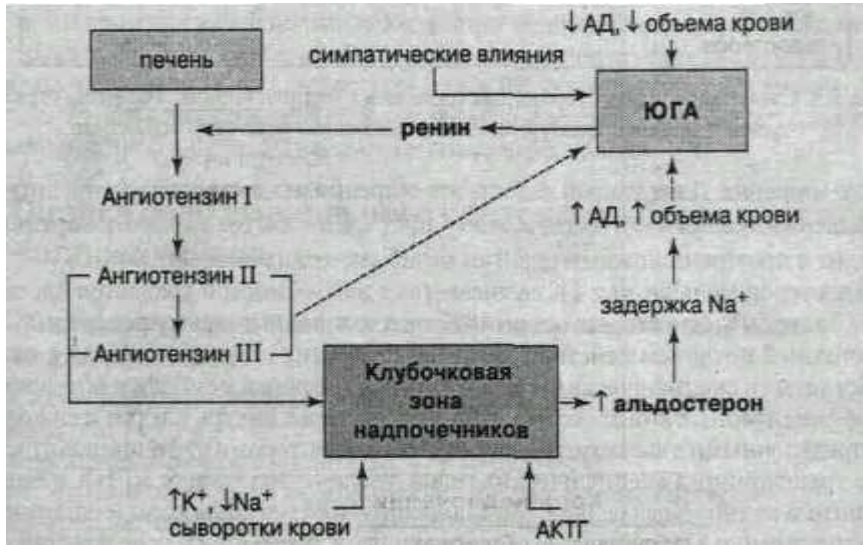 ↓АД, ↓объема крови
печень
симпатические влияния
ЮГА
ренин
Ангиотензин I
↑АД, ↑объема крови
Ангиотензин II
задержка Na⁺
Ангиотензин III
Клубочковая
зона
надпочечников
↑альдостерон
↑K⁺, ↓Na⁺
сыворотки крови
АКТГ